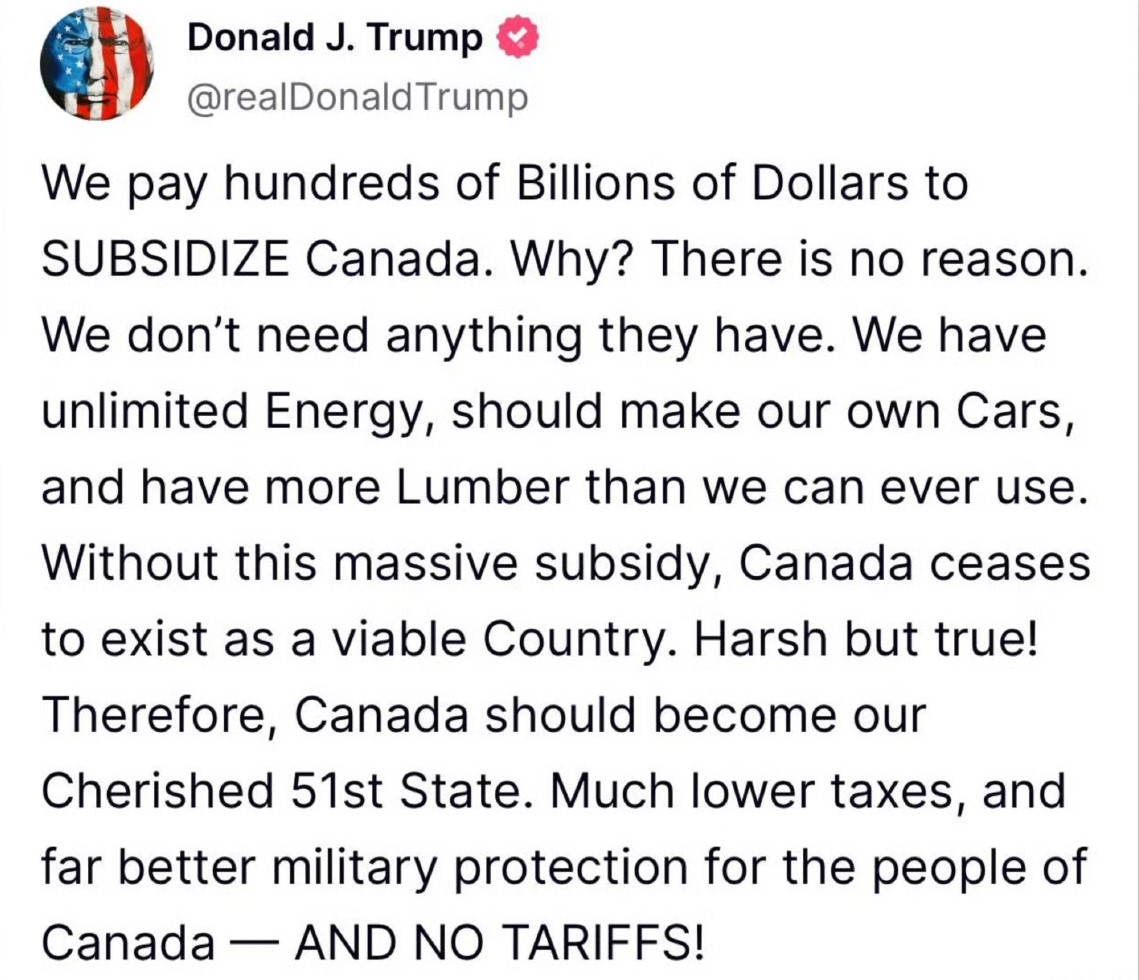 Donald J. Trump
@realDonaldTrump
We pay hundreds of Billions of Dollars to
SUBSIDIZE Canada. Why? There is no reason.
We don’t need anything they have. We have
unlimited Energy, should make our own Cars,
and have more Lumber than we can ever use.
Without this massive subsidy, Canada ceases
to exist as a viable Country. Harsh but true!
Therefore, Canada should become our
Cherished 51st State. Much lower taxes, and
far better military protection for the people of
Canada — AND NO TARIFFS!